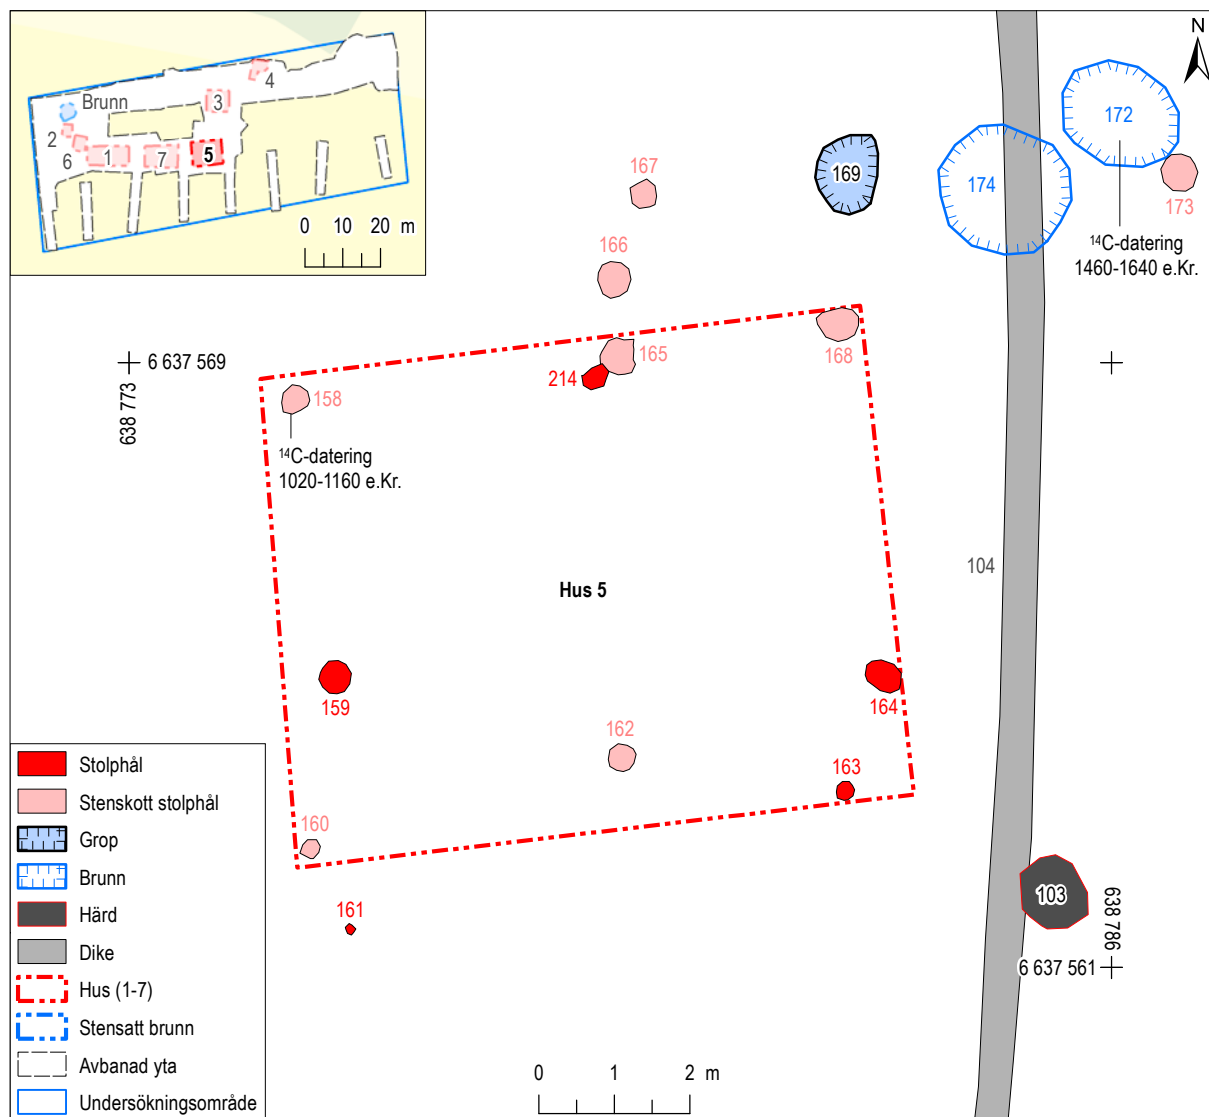 Brunn
4
3
2
6
1
7
5
0 10 20 m
N
167
169
174
172
173
14C-datering
1460-1640 e.Kr.
166
165
168
214
6 637 569
638 773
158
14C-datering
1020-1160 e.Kr.
104
Hus 5
159
164
162
163
160
161
103
638 786
6 637 561
Stolphål
Stenskott stolphål
Grop
Brunn
Härd
Dike
Hus (1-7)
Stensatt brunn
Avbanad yta
Undersökningsområde
0 1 2 m